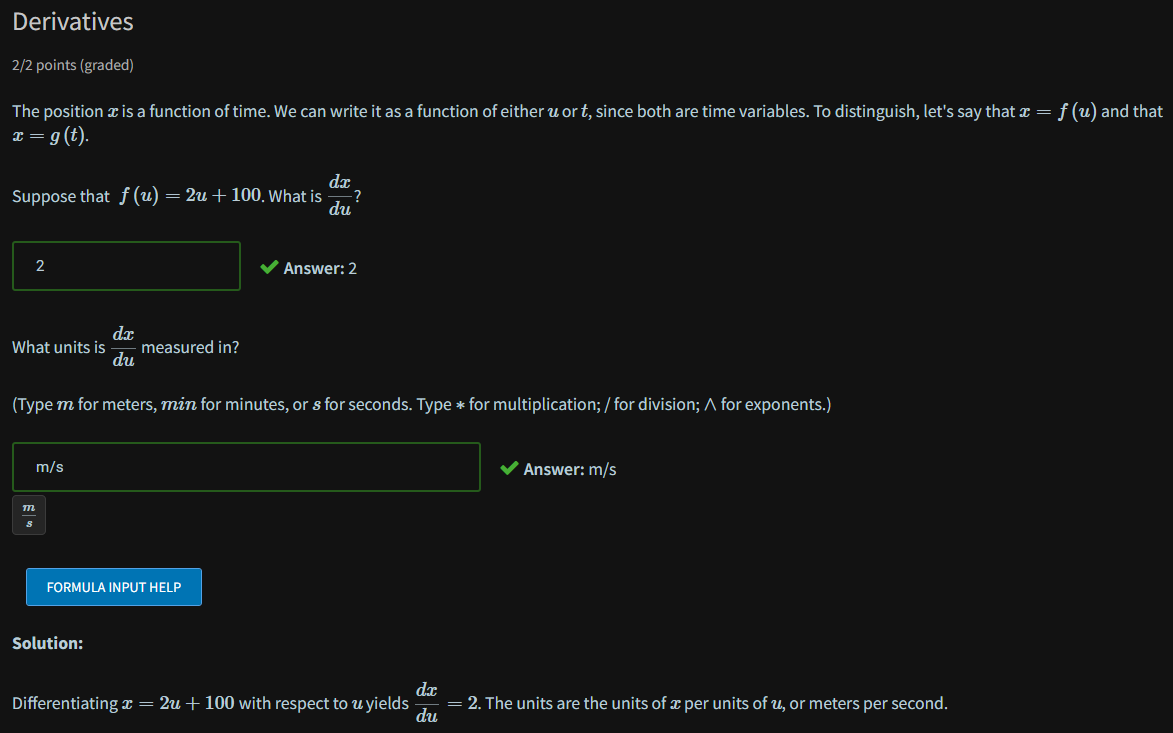 Derivatives
2/2 points (graded)
The position x is a function of time. We can write it as a function of either u or t, since both are time variables. To distinguish, let's say that x = f (u) and that
x = g (t).
Suppose that f (u) = 2u + 100. What is dx/du?
2
Answer: 2
What units is dx/du measured in?
(Type m for meters, min for minutes, or s for seconds. Type * for multiplication; / for division; ∧ for exponents.)
m/s
Answer: m/s
m/s
FORMULA INPUT HELP
Solution:
Differentiating x = 2u + 100 with respect to u yields dx/du = 2. The units are the units of x per units of u, or meters per second.